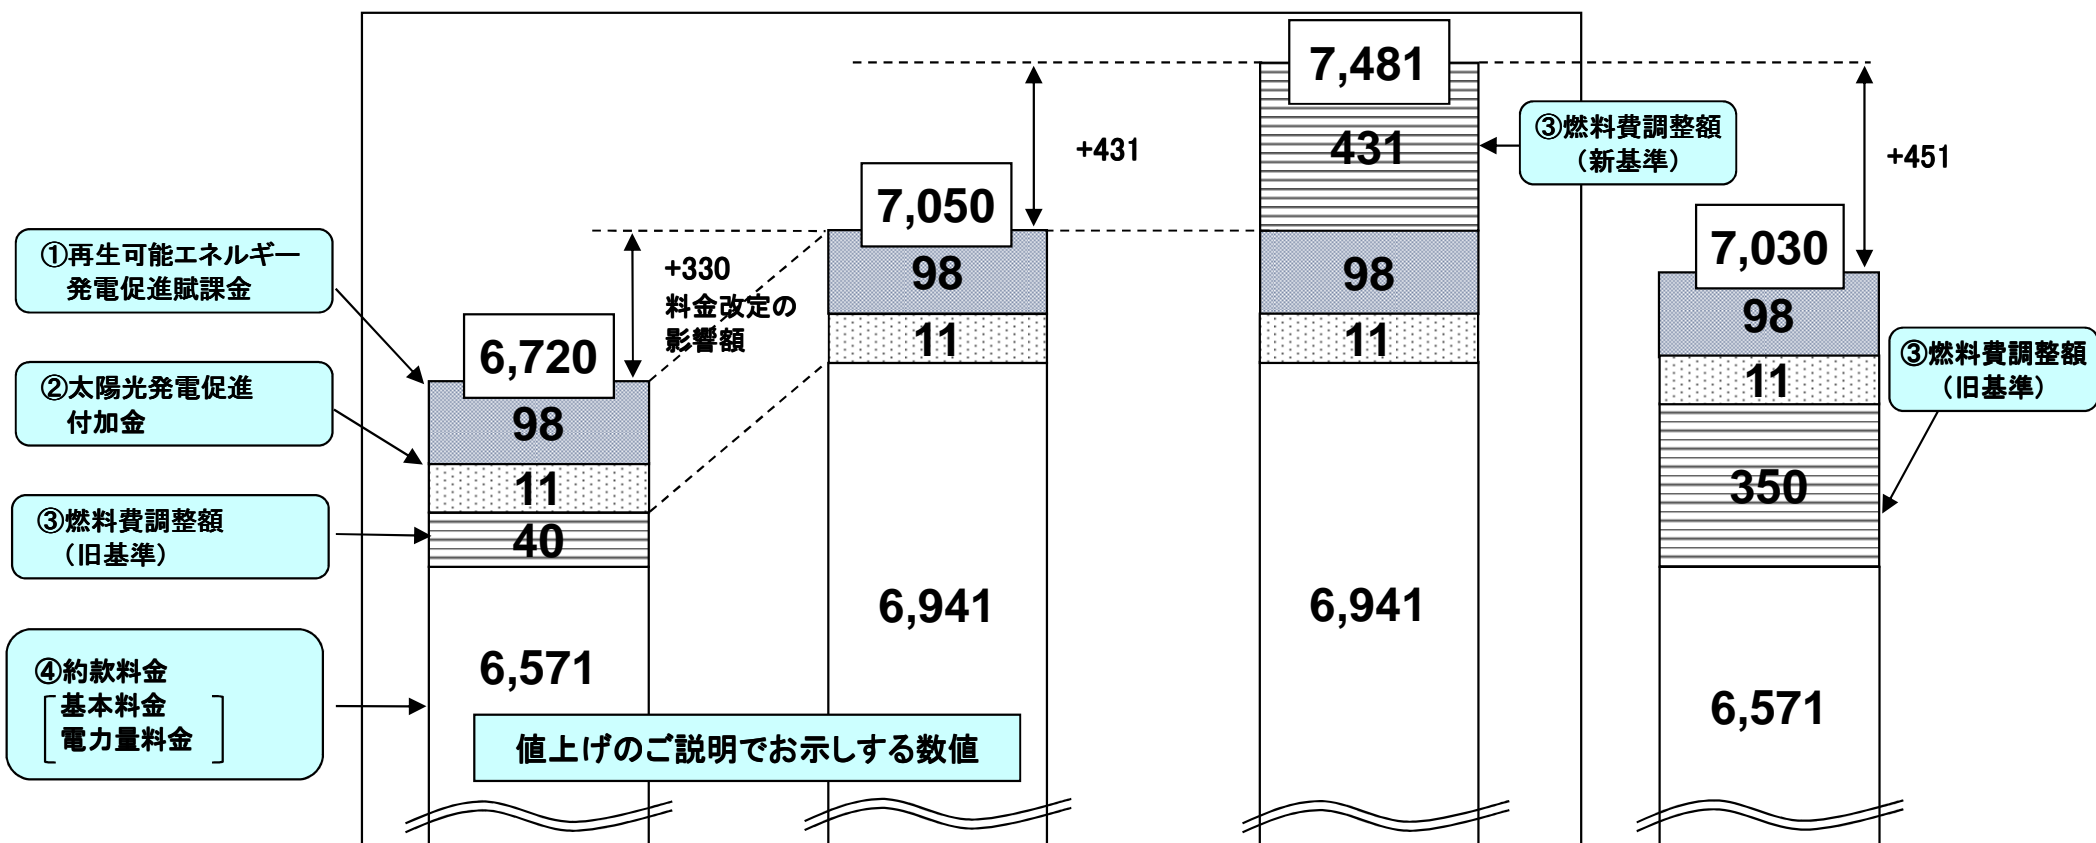 ①再生可能エネルギー
発電促進賦課金
②太陽光発電促進
付加金
③燃料費調整額
（旧基準）
④約款料金
基本料金
電力量料金
6,720
98
11
40
6,571
+330
料金改定の
影響額
7,050
98
11
6,941
値上げのご説明でお示しする数値
+431
7,481
431
98
11
6,941
③燃料費調整額
（新基準）
+451
7,030
98
11
350
6,571
③燃料費調整額
（旧基準）